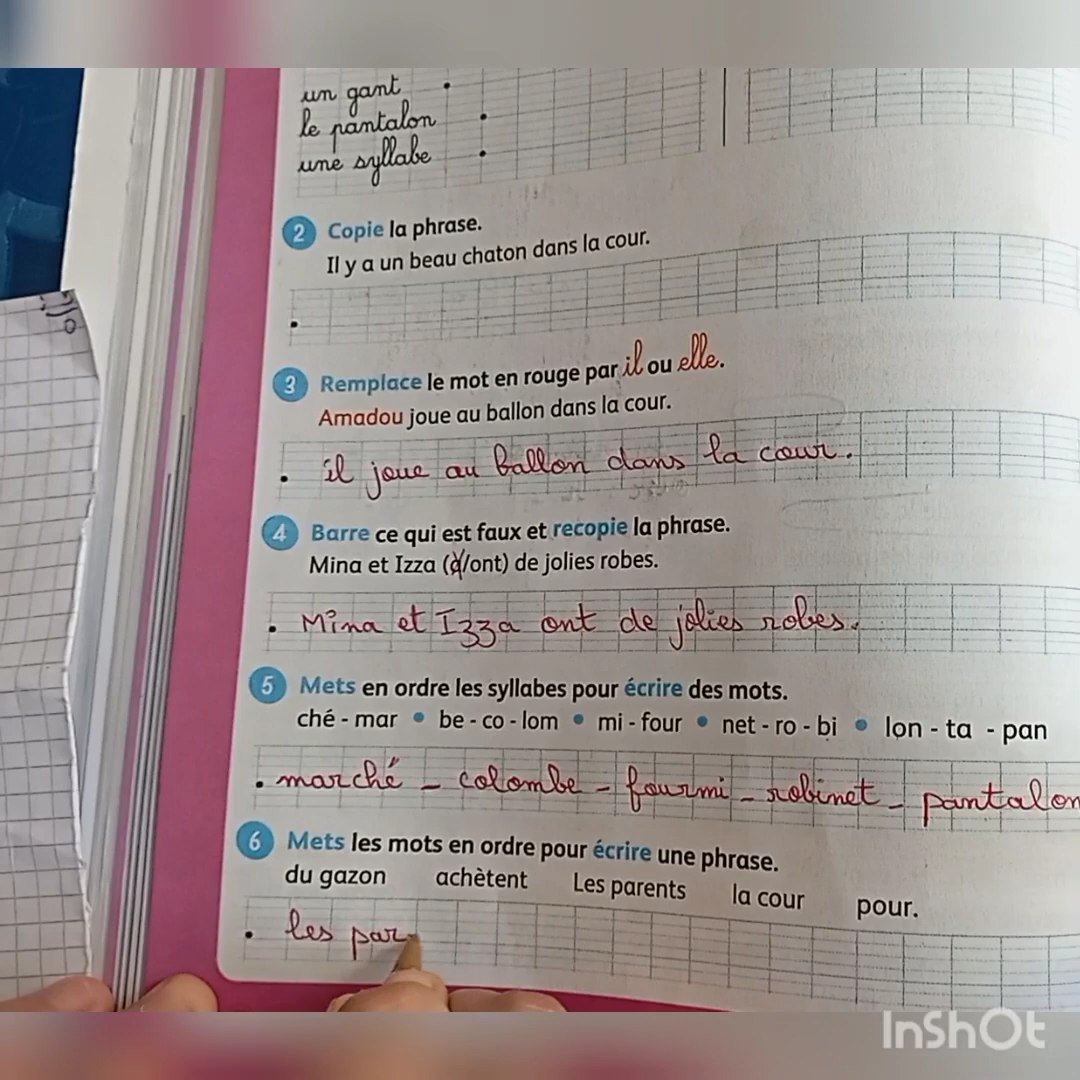 un gant
le pantalon
une syllabe
2 Copie la phrase.
Il y a un beau chaton dans la cour.
3 Remplace le mot en rouge par il ou elle.
Amadou joue au ballon dans la cour.
il joue au ballon dans la cour.
4 Barre ce qui est faux et recopie la phrase.
Mina et Izza (a/ont) de jolies robes.
Mina et Izza ont de jolies robes.
5 Mets en ordre les syllabes pour écrire des mots.
ché - mar • be - co - lom • mi - four • net - ro - bi • lon - ta - pan
marché - colombe - fourmi - robinet - pantalon
6 Mets les mots en ordre pour écrire une phrase.
du gazon achètent Les parents la cour pour.
les par
InShOt